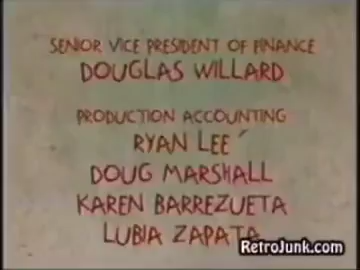 SENIOR VICE PRESIDENT OF FINANCE
DOUGLAS WILLARD
PRODUCTION ACCOUNTING
RYAN LEE
DOUG MARSHALL
KAREN BARREZUETA
LUBIA ZAPATA
RetroJunk.com